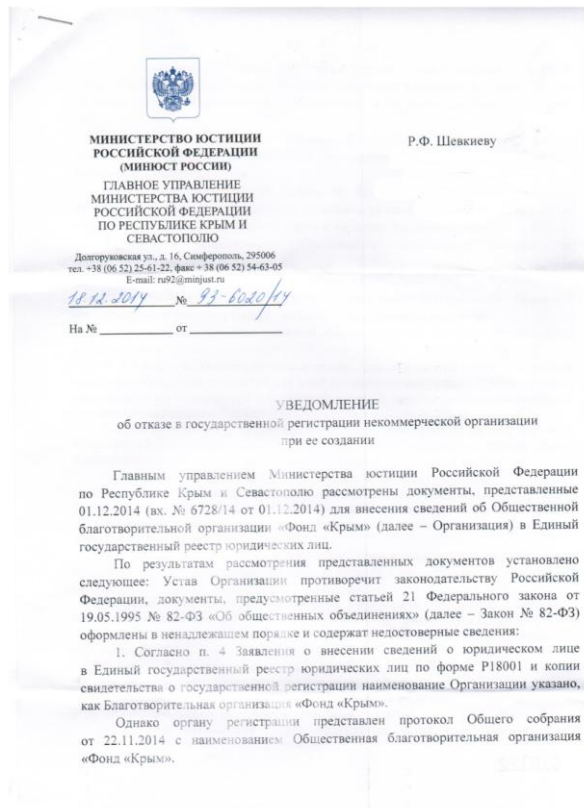 МИНИСТЕРСТВО ЮСТИЦИИ
РОССИЙСКОЙ ФЕДЕРАЦИИ
(МИНЮСТ РОССИИ)
ГЛАВНОЕ УПРАВЛЕНИЕ
МИНИСТЕРСТВА ЮСТИЦИИ
РОССИЙСКОЙ ФЕДЕРАЦИИ
ПО РЕСПУБЛИКЕ КРЫМ И
СЕВАСТОПОЛЮ
Долгоруковская ул., д. 16, Симферополь, 295006
тел. +38 (06 52) 25-61-22, факс + 38 (06 52) 54-63-05
E-mail: ru92@minjust.ru
18.12.2014 № 93-6020/14
На № от
Р.Ф. Шевкиеву
УВЕДОМЛЕНИЕ
об отказе в государственной регистрации некоммерческой организации
при ее создании
Главным управлением Министерства юстиции Российской Федерации
по Республике Крым и Севастополю рассмотрены документы, представленные
01.12.2014 (вх. № 6728/14 от 01.12.2014) для внесения сведений об Общественной
благотворительной организации «Фонд «Крым» (далее – Организация) в Единый
государственный реестр юридических лиц.
По результатам рассмотрения представленных документов установлено
следующее: Устав Организации противоречит законодательству Российской
Федерации, документы, предусмотренные статьей 21 Федерального закона от
19.05.1995 № 82-ФЗ «Об общественных объединениях» (далее – Закон № 82-ФЗ)
оформлены в ненадлежащем порядке и содержат недостоверные сведения:
1. Согласно п. 4 Заявления о внесении сведений о юридическом лице
в Единый государственный реестр юридических лиц по форме Р18001 и копии
свидетельства о государственной регистрации наименование Организации указано,
как Благотворительная организация «Фонд «Крым».
Однако органу регистрации представлен протокол Общего собрания
от 22.11.2014 с наименованием Общественная благотворительная организация
«Фонд «Крым».